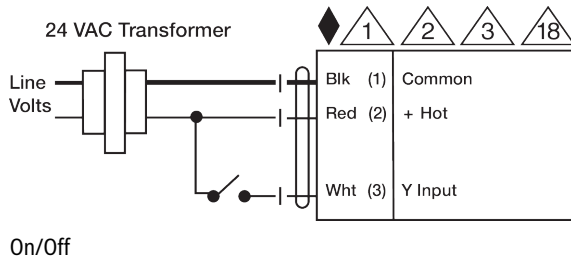 24 VAC Transformer
1 2 3 18
Line
Volts
Blk (1) Common
Red (2) + Hot
Wht (3) Y Input
On/Off